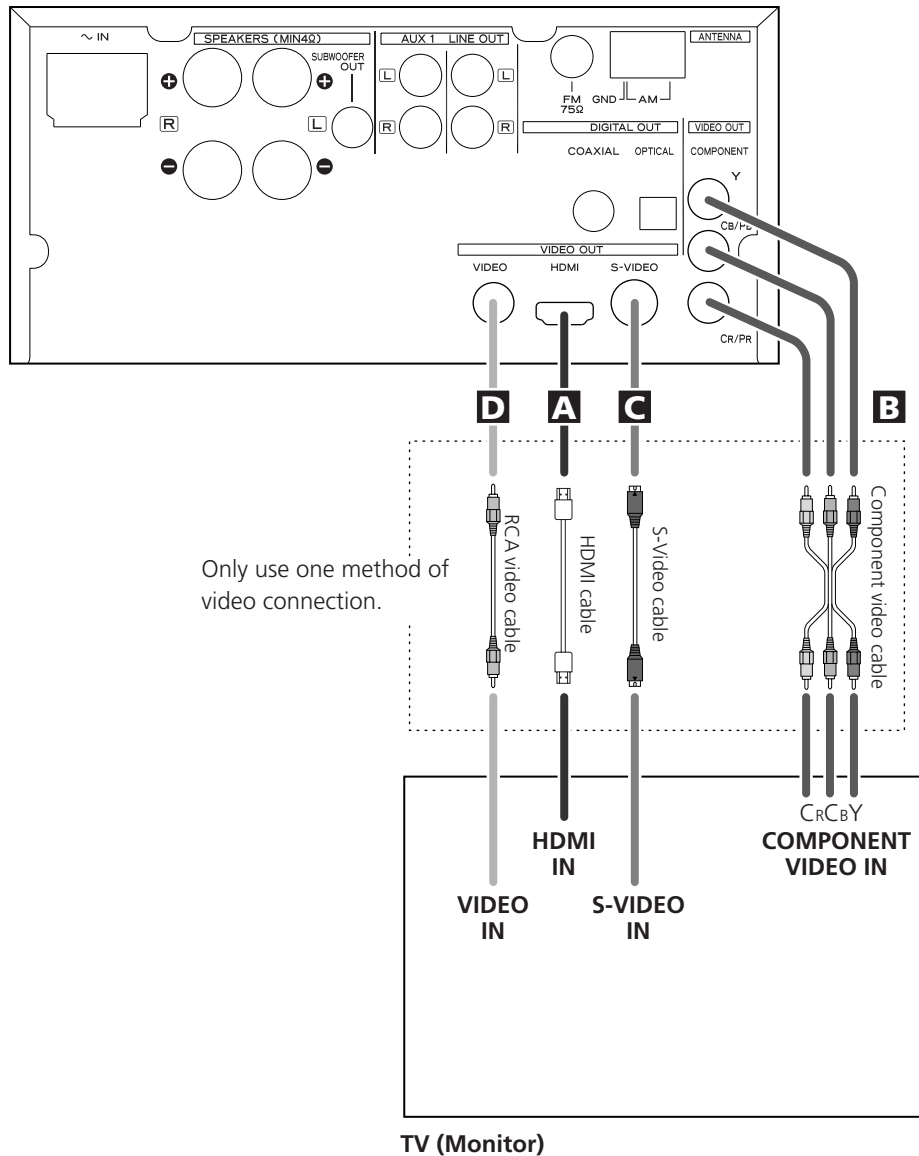 ∼ IN
SPEAKERS (MIN4Ω)
AUX 1 LINE OUT
ANTENNA
SUBWOOFER
OUT
+
+
L
L
FM
75Ω
GND
AM
R
L
R
R
DIGITAL OUT
VIDEO OUT
−
−
COAXIAL
OPTICAL
COMPONENT
Y
CB/PB
VIDEO OUT
VIDEO
HDMI
S-VIDEO
CR/PR
D
A
C
B
RCA video cable
HDMI cable
S-Video cable
Component video cable
Only use one method of
video connection.
CRCBY
HDMI
IN
COMPONENT
VIDEO IN
VIDEO
IN
S-VIDEO
IN
TV (Monitor)